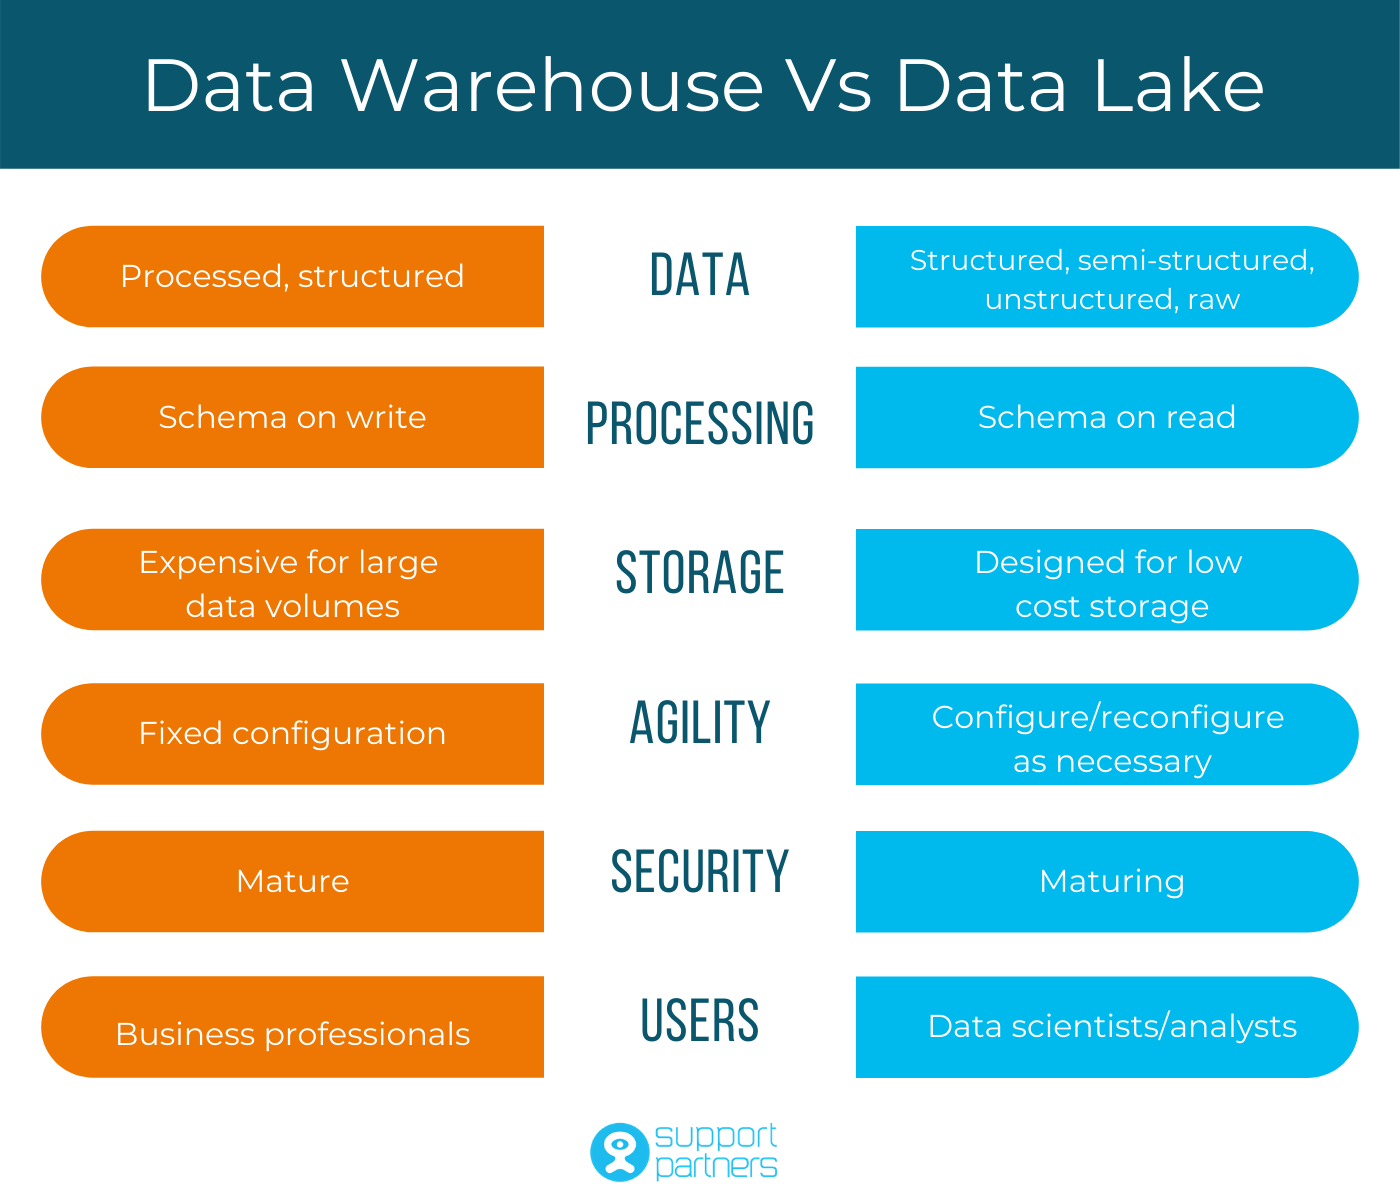 Data Warehouse Vs Data Lake
Processed, structured
DATA
Structured, semi-structured,
unstructured, raw
Schema on write
PROCESSING
Schema on read
Expensive for large
data volumes
STORAGE
Designed for low
cost storage
Fixed configuration
AGILITY
Configure/reconfigure
as necessary
Mature
SECURITY
Maturing
Business professionals
USERS
Data scientists/analysts
support
partners